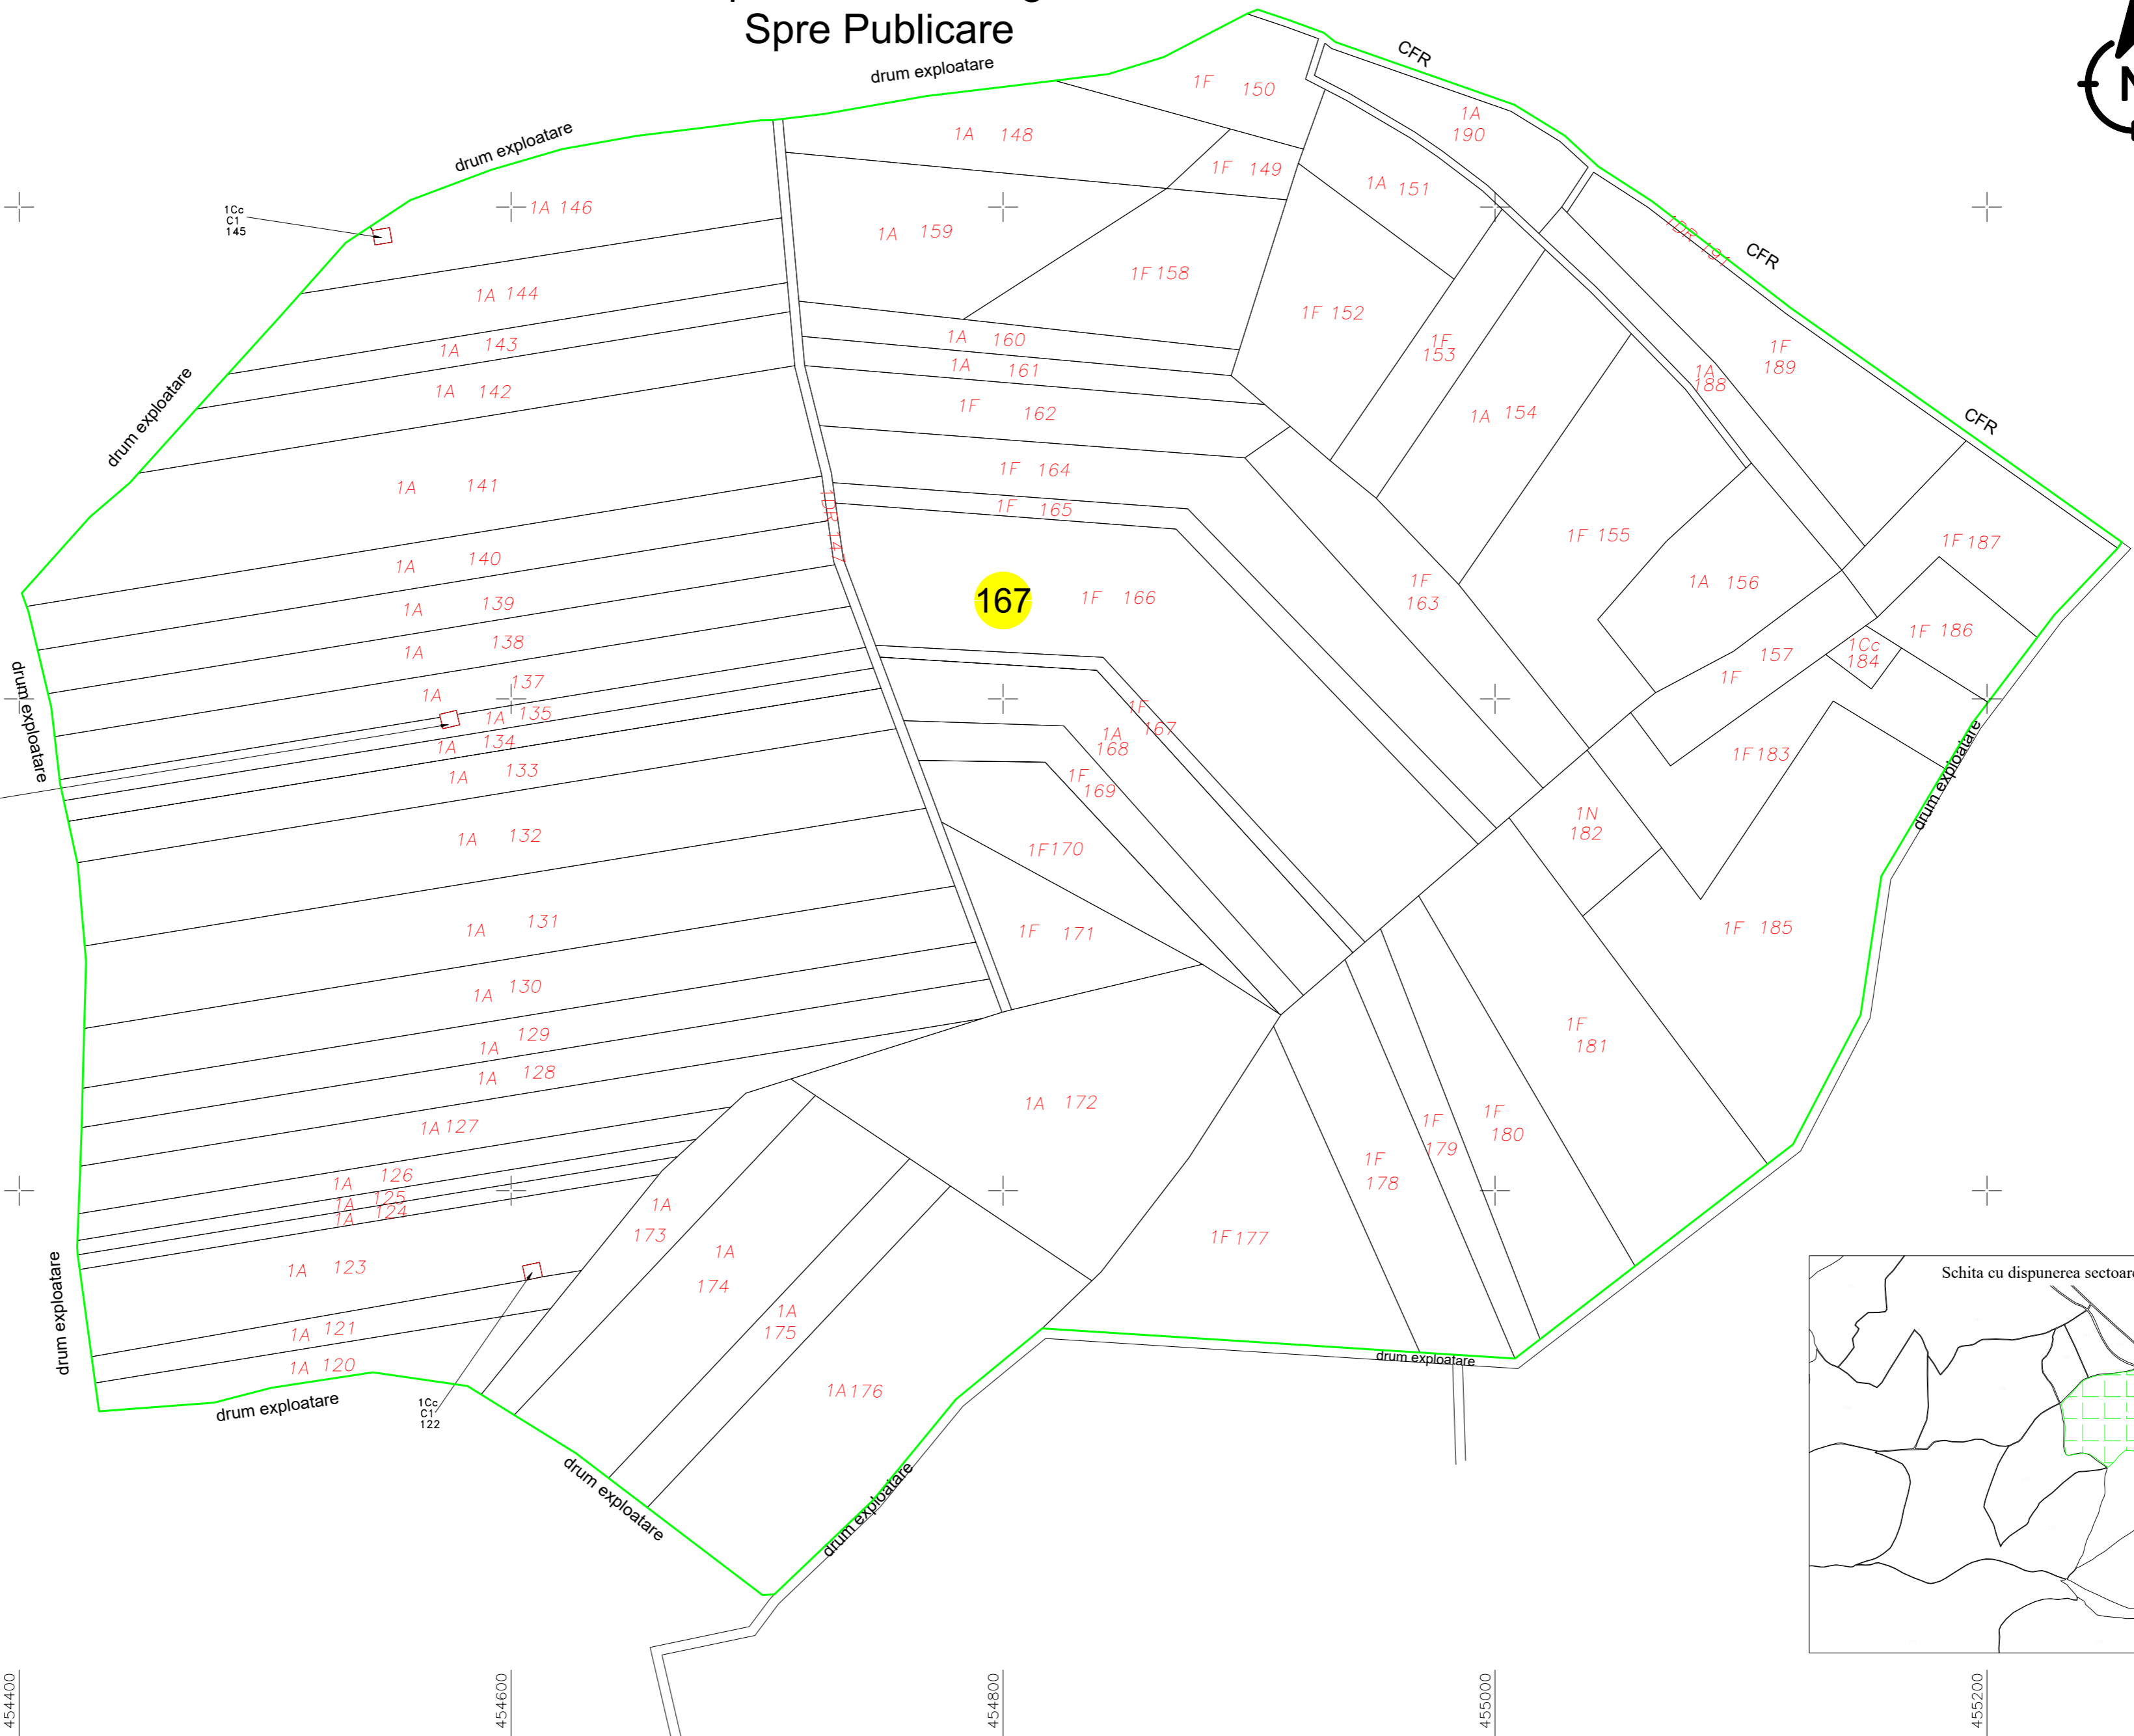 Spre Publicare
drum exploatare
CFR
1F 150
1A
190
1A 148
drum exploatare
1F 149
1A 151
1A 146
1Cc
C1
145
1DR 191
CFR
1A 159
1F 158
1A 144
1F 152
1A 143
1A 160
1F
153
1F
189
1A 161
1A
188
drum exploatare
1A 142
1F 162
1A 154
CFR
1A 141
1F 164
1F 165
1DR 147
1F 155
1F 187
1A 140
167
1F 166
1F
163
1A 156
1A 139
1A 138
1F 186
1Cc
184
1F 157
drum exploatare
1A 137
1A 135
1F
167
1A 134
1A
168
1F 183
drum exploatare
1A 133
1F
169
1N
182
1A 132
1F 170
1A 131
1F 171
1F 185
1A 130
1A 129
1F
181
1A 128
1A 172
1A 127
1F
179
1F
180
1A 126
1F
178
1A 125
1A 124
1A
173
1F 177
1A
174
1A 123
drum exploatare
1A
175
1A 121
1A 120
drum exploatare
1A 176
drum exploatare
1Cc
C1
122
drum exploatare
drum exploatare
Schita cu dispunerea
454400
454600
454800
455000
455200